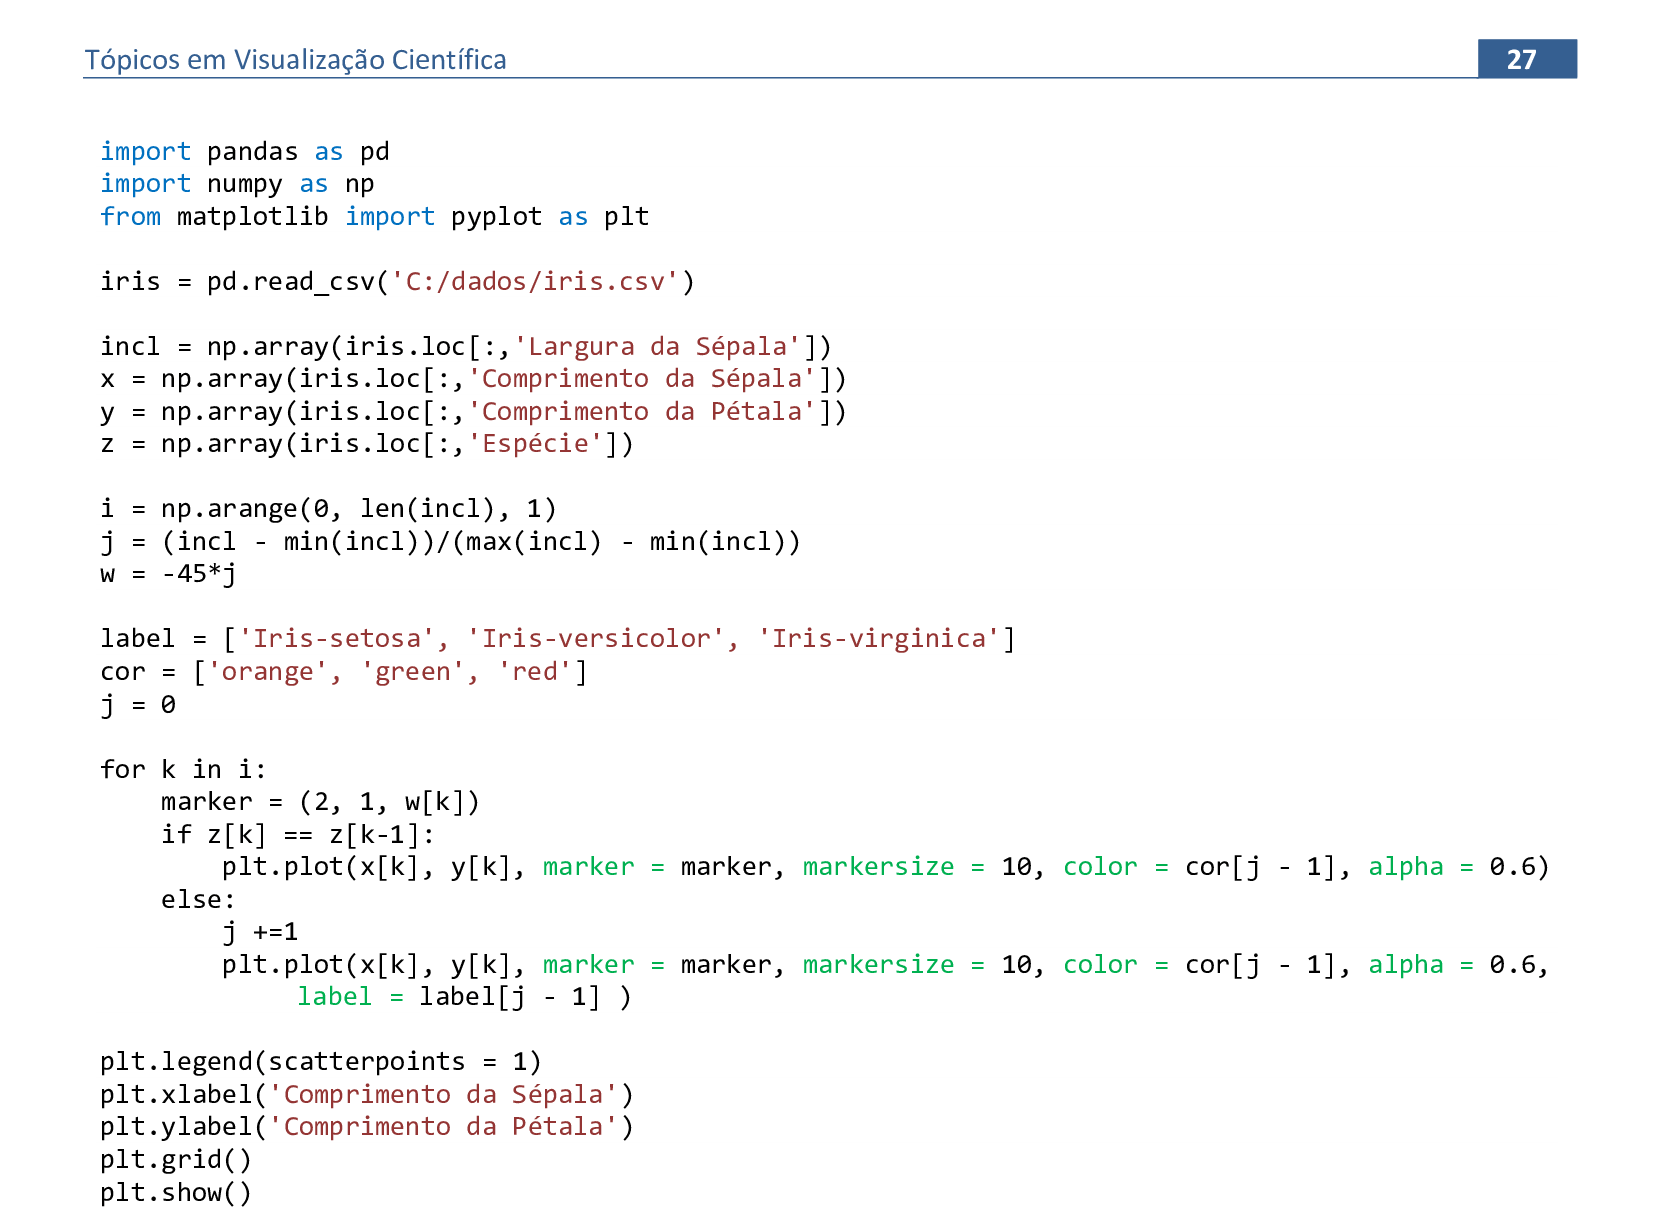 Tópicos em Visualização Científica
27
import pandas as pd
import numpy as np
from matplotlib import pyplot as plt
iris = pd.read_csv('C:/dados/iris.csv')
incl = np.array(iris.loc[:,'Largura da Sépala'])
x = np.array(iris.loc[:,'Comprimento da Sépala'])
y = np.array(iris.loc[:,'Comprimento da Pétala'])
z = np.array(iris.loc[:,'Espécie'])
i = np.arange(0, len(incl), 1)
j = (incl - min(incl))/(max(incl) - min(incl))
w = -45*j
label = ['Iris-setosa', 'Iris-versicolor', 'Iris-virginica']
cor = ['orange', 'green', 'red']
j = 0
for k in i:
    marker = (2, 1, w[k])
    if z[k] == z[k-1]:
        plt.plot(x[k], y[k], marker = marker, markersize = 10, color = cor[j - 1], alpha = 0.6)
    else:
        j +=1
        plt.plot(x[k], y[k], marker = marker, markersize = 10, color = cor[j - 1], alpha = 0.6,
             label = label[j - 1] )
plt.legend(scatterpoints = 1)
plt.xlabel('Comprimento da Sépala')
plt.ylabel('Comprimento da Pétala')
plt.grid()
plt.show()